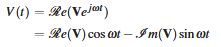 V(t) = ℛe(𝐕e^{jωt})
= ℛe(𝐕) cos ωt − ℐm(𝐕) sin ωt